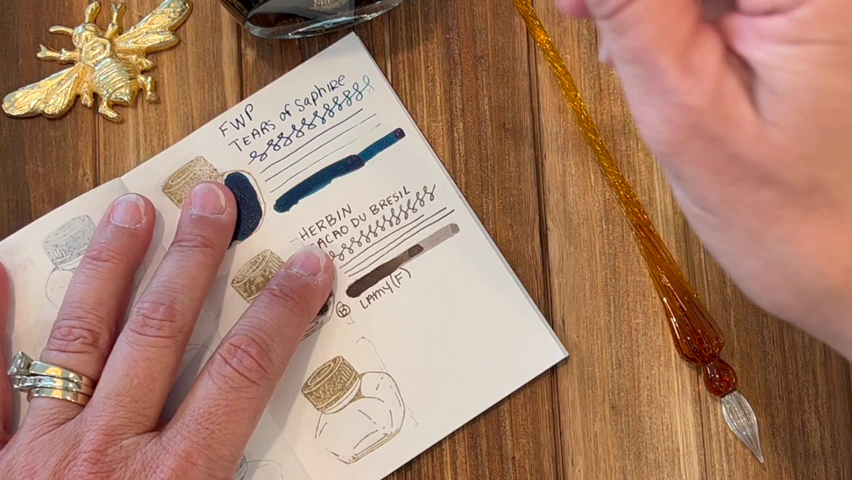 FWP
TEARS of SaPHIRE
HERBIN
CACAO DU BRESIL
LAMY(F)
B